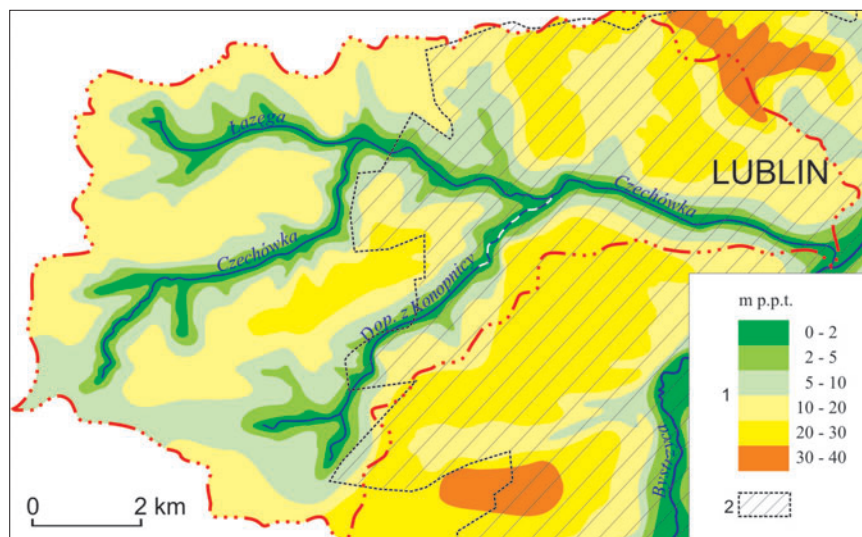 Łazęga
LUBLIN
Czechówka
Czechówka
Dop. z Konopnicy
Bystrzyca
m p.p.t.
0 - 2
2 - 5
5 - 10
10 - 20
20 - 30
30 - 40
1
2
0 2 km